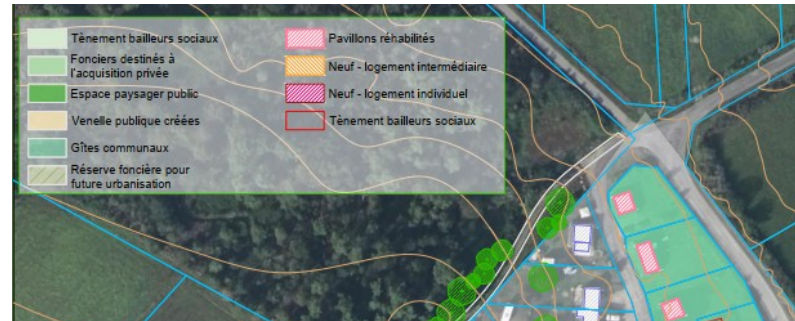 Tènement bailleurs sociaux
Fonciers destinés à
l'acquisition privée
Espace paysager public
Venelle publique créées
Gîtes communaux
Réserve foncière pour
future urbanisation
Pavillons réhabilités
Neuf - logement intermédiaire
Neuf - logement individuel
Tènement bailleurs sociaux